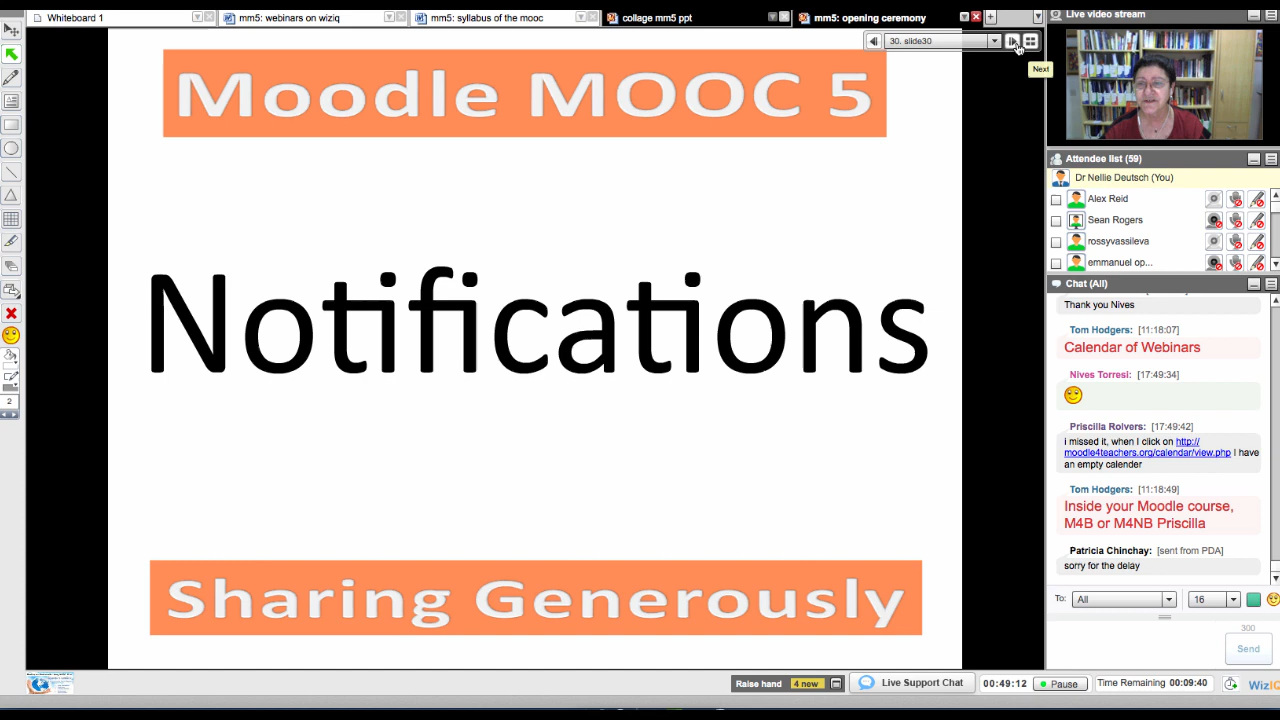 Whiteboard 1
mm5: webinars on wiziq
mm5: syllabus of the mooc
collage mm5 ppt
mm5: opening ceremony
Live video stream
30. slide30
Next
Moodle MOOC 5
Notifications
Sharing Generously
2
Attendee list (59)
Dr Nellie Deutsch (You)
Alex Reid
Sean Rogers
rossyvassileva
emmanuel op...
Chat (All)
Thank you Nives
Tom Hodgers: [11:18:07]
Calendar of Webinars
Nives Torresi: [17:49:34]
Priscilla Rolvers: [17:49:42]
i missed it, when I click on http://
moodle4teachers.org/calendar/view.php I have
an empty calender
Tom Hodgers: [11:18:49]
Inside your Moodle course,
M4B or M4NB Priscilla
Patricia Chinchay: [sent from PDA]
sorry for the delay
To: All 16
300
Send
Raise hand 4 new
Live Support Chat
00:49:12
Pause
Time Remaining 00:09:40
WizIQ